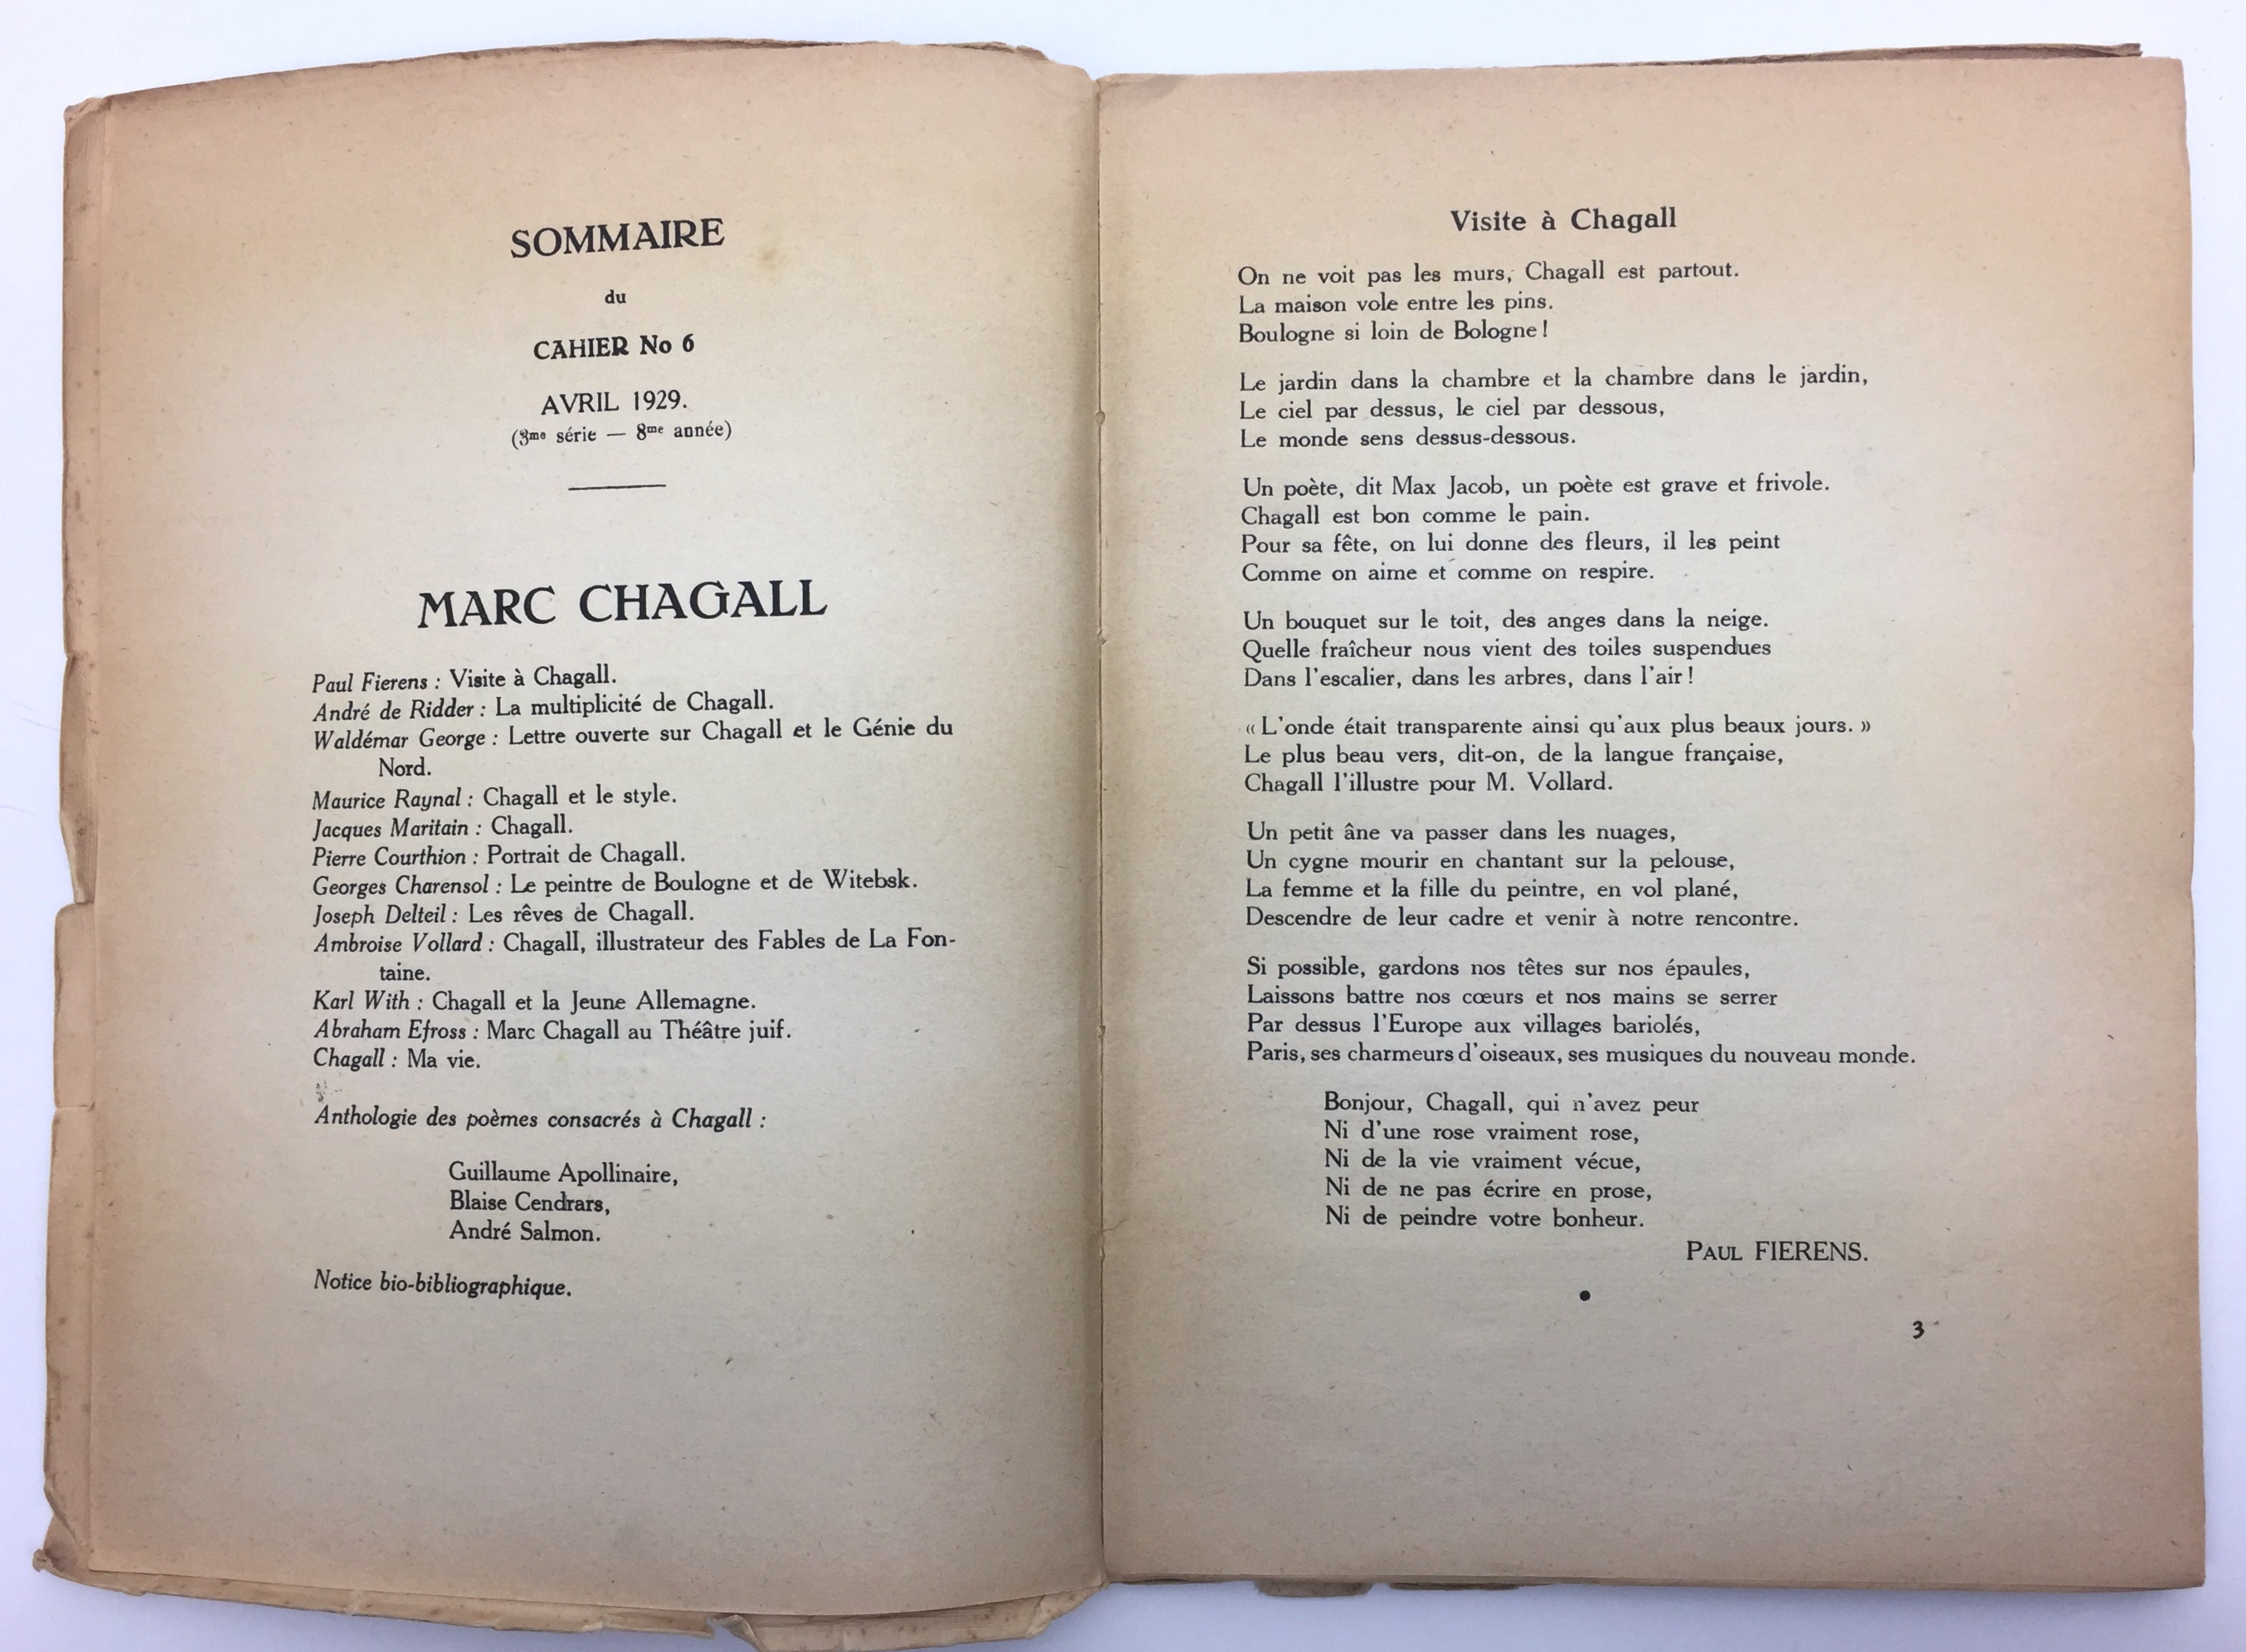 SOMMAIRE
du
CAHIER No 6
AVRIL 1929.
(3me série — 8me année)
MARC CHAGALL
Paul Fierens : Visite à Chagall.
André de Ridder : La multiplicité de Chagall.
Waldémar George : Lettre ouverte sur Chagall et le Génie du
Nord.
Maurice Raynal : Chagall et le style.
Jacques Maritain : Chagall.
Pierre Courthion : Portrait de Chagall.
Georges Charensol : Le peintre de Boulogne et de Witebsk.
Joseph Delteil : Les rêves de Chagall.
Ambroise Vollard : Chagall, illustrateur des Fables de La Fon-
taine.
Karl With : Chagall et la Jeune Allemagne.
Abraham Efross : Marc Chagall au Théâtre juif.
Chagall : Ma vie.
Anthologie des poèmes consacrés à Chagall :
Guillaume Apollinaire,
Blaise Cendrars,
André Salmon.
Notice bio-bibliographique.
Visite à Chagall
On ne voit pas les murs, Chagall est partout.
La maison vole entre les pins.
Boulogne si loin de Bologne !
Le jardin dans la chambre et la chambre dans le jardin,
Le ciel par dessus, le ciel par dessous,
Le monde sens dessus-dessous.
Un poète, dit Max Jacob, un poète est grave et frivole.
Chagall est bon comme le pain.
Pour sa fête, on lui donne des fleurs, il les peint
Comme on aime et comme on respire.
Un bouquet sur le toit, des anges dans la neige.
Quelle fraîcheur nous vient des toiles suspendues
Dans l'escalier, dans les arbres, dans l'air !
« L'onde était transparente ainsi qu'aux plus beaux jours. »
Le plus beau vers, dit-on, de la langue française,
Chagall l'illustre pour M. Vollard.
Un petit âne va passer dans les nuages,
Un cygne mourir en chantant sur la pelouse,
La femme et la fille du peintre, en vol plané,
Descendre de leur cadre et venir à notre rencontre.
Si possible, gardons nos têtes sur nos épaules,
Laissons battre nos cœurs et nos mains se serrer
Par dessus l'Europe aux villages bariolés,
Paris, ses charmeurs d'oiseaux, ses musiques du nouveau monde.
Bonjour, Chagall, qui n'avez peur
Ni d'une rose vraiment rose,
Ni de la vie vraiment vécue,
Ni de ne pas écrire en prose,
Ni de peindre votre bonheur.
PAUL FIERENS.
3